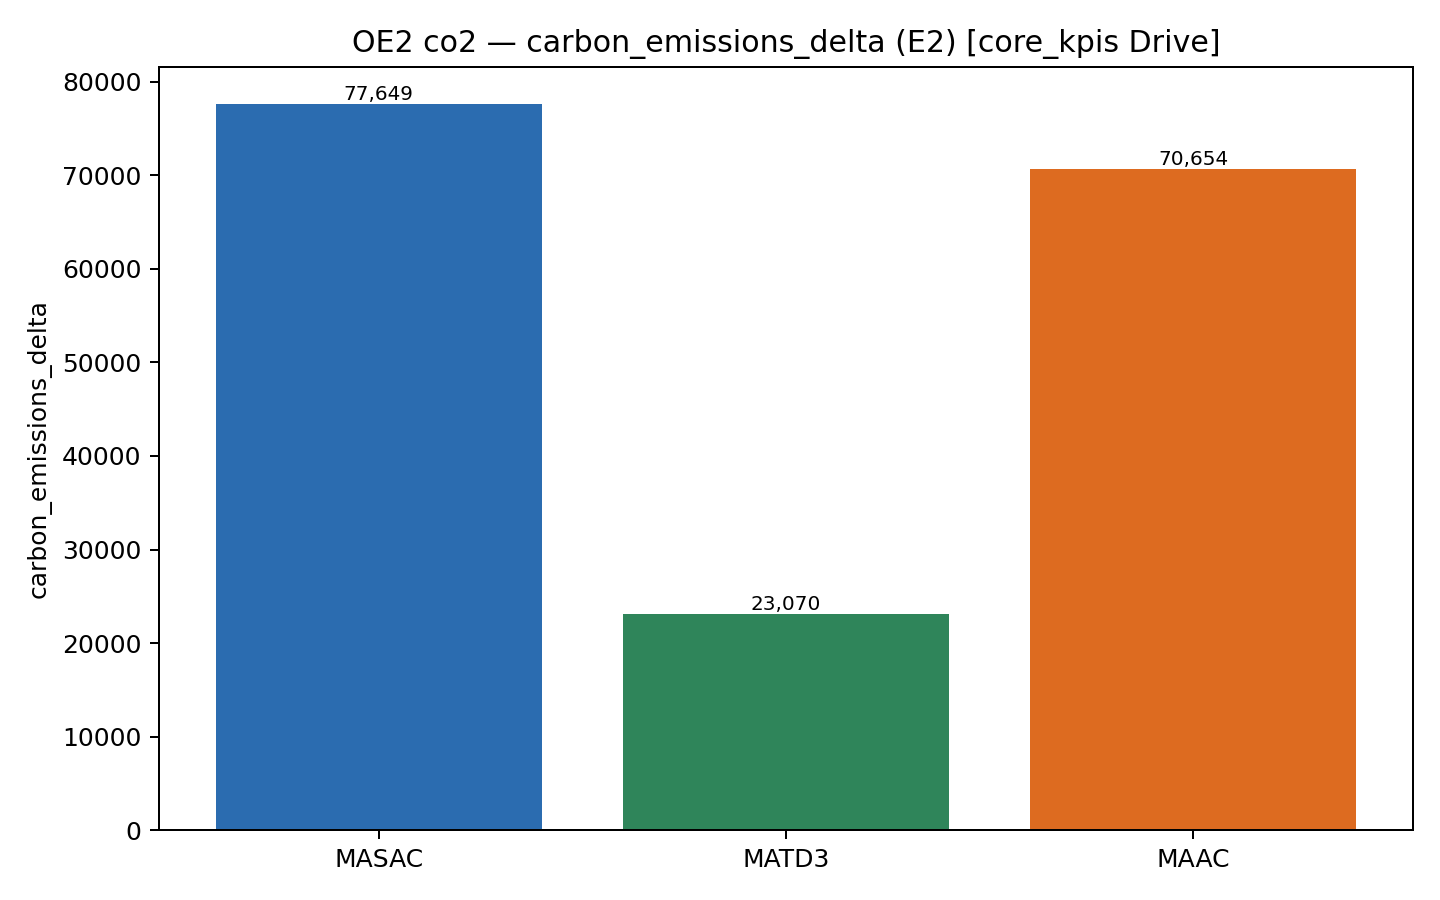 OE2 co2 — carbon_emissions_delta (E2) [core_kpis Drive]
carbon_emissions_delta
80000
70000
60000
50000
40000
30000
20000
10000
0
77,649
23,070
70,654
MASAC
MATD3
MAAC